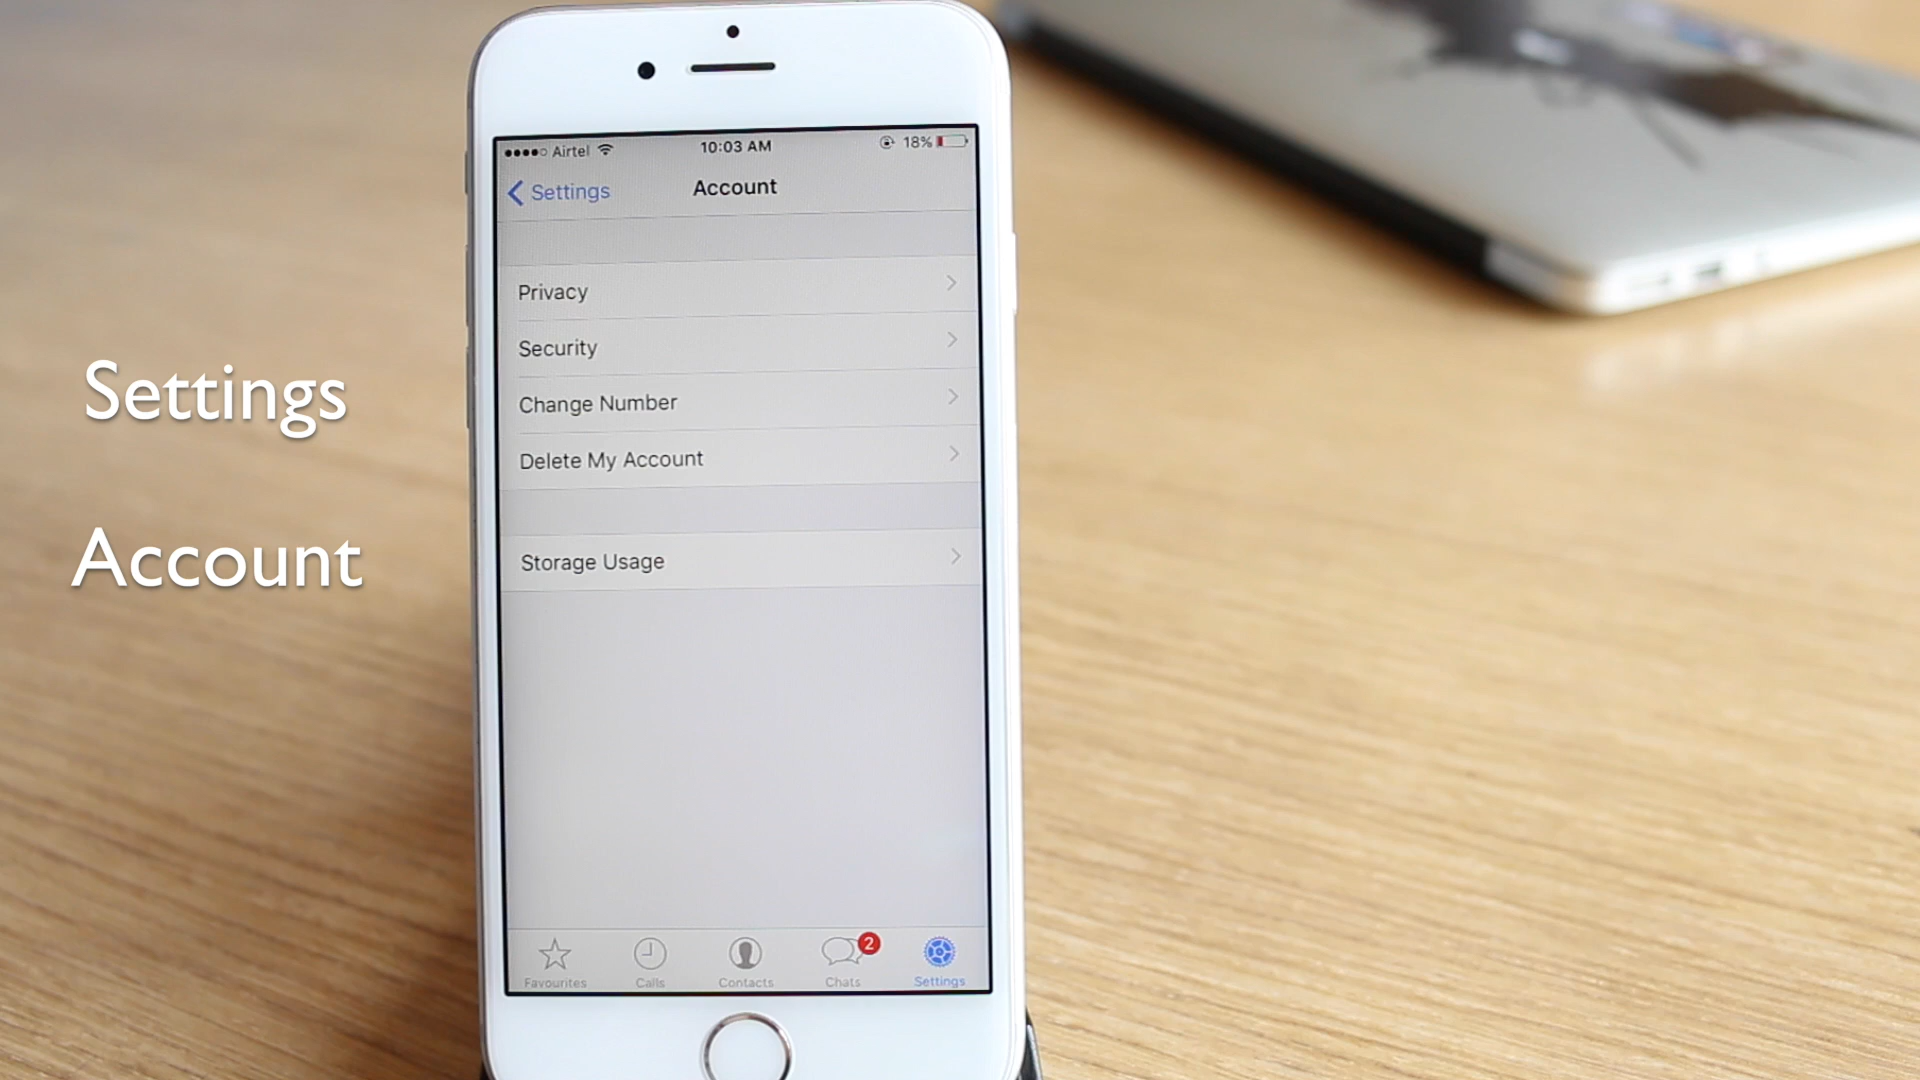 Airtel 10:03 AM 18%
Settings Account
Privacy
Security
Change Number
Delete My Account
Storage Usage
Favourites Calls Contacts Chats 2 Settings
Settings
Account